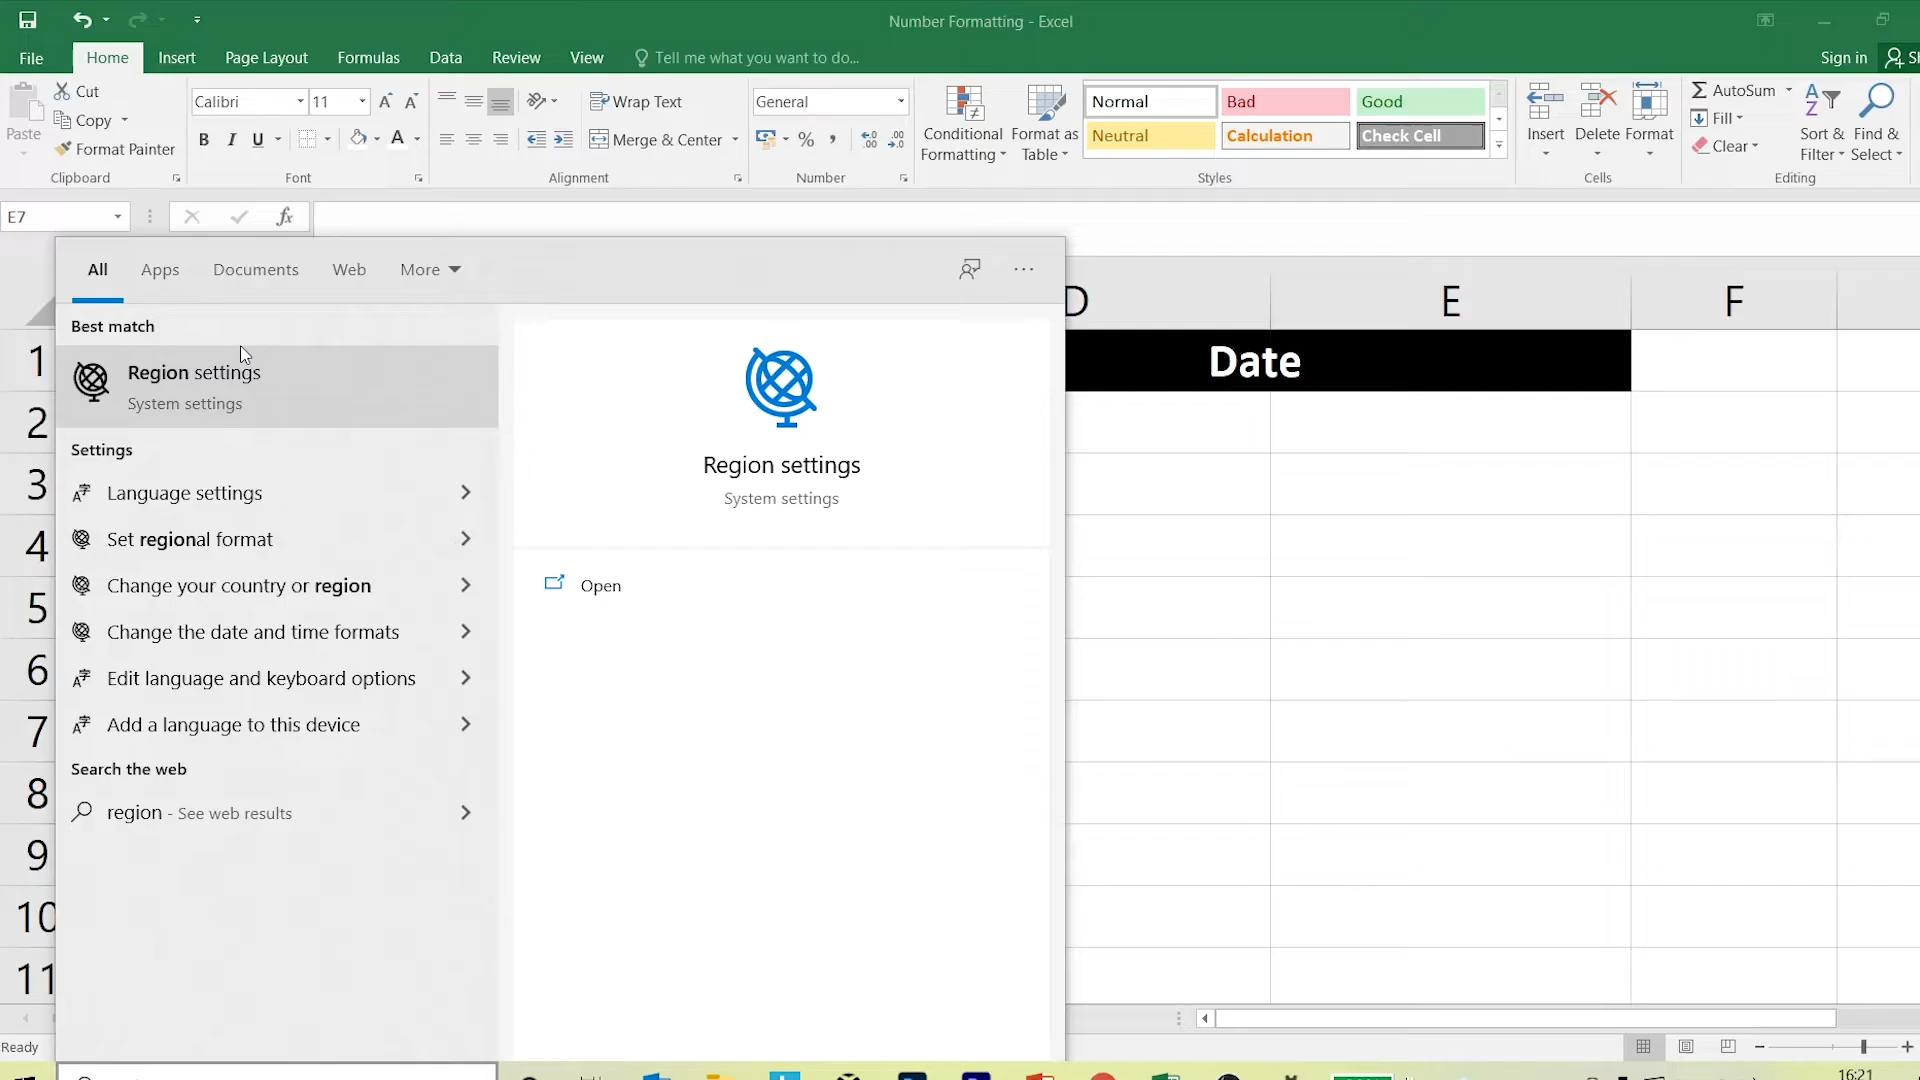 Number Formatting - Excel
File Home Insert Page Layout Formulas Data Review View Tell me what you want to do... Sign in
Paste Cut Copy Format Painter Clipboard
Calibri 11 B I U A Font
Wrap Text Merge & Center Alignment
General % , Number
Conditional Formatting Format as Table
Normal Bad Good
Neutral Calculation Check Cell
Styles
Insert Delete Format
Cells
AutoSum Fill Clear Sort & Filter Find & Select
Editing
E7 fx
All Apps Documents Web More ...
D E F
Best match
Region settings
System settings
Settings
Language settings
Set regional format
Change your country or region
Change the date and time formats
Edit language and keyboard options
Add a language to this device
Search the web
region - See web results
Region settings
System settings
Open
Date
1
2
3
4
5
6
7
8
9
10
11
Ready
16:21